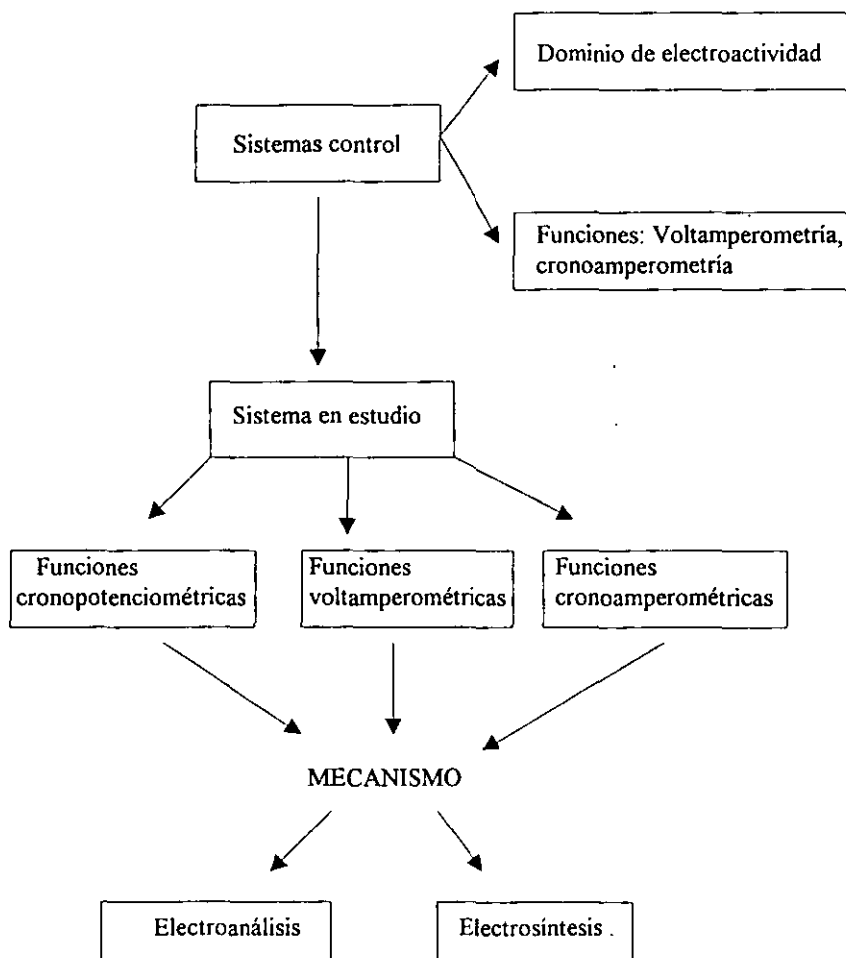 Dominio de electroactividad
Sistemas control
Funciones: Voltamperometría,
cronoamperometría
Sistema en estudio
Funciones
cronopotenciométricas
Funciones
voltamperométricas
Funciones
cronoamperométricas
MECANISMO
Electroanálisis
Electrosíntesis .